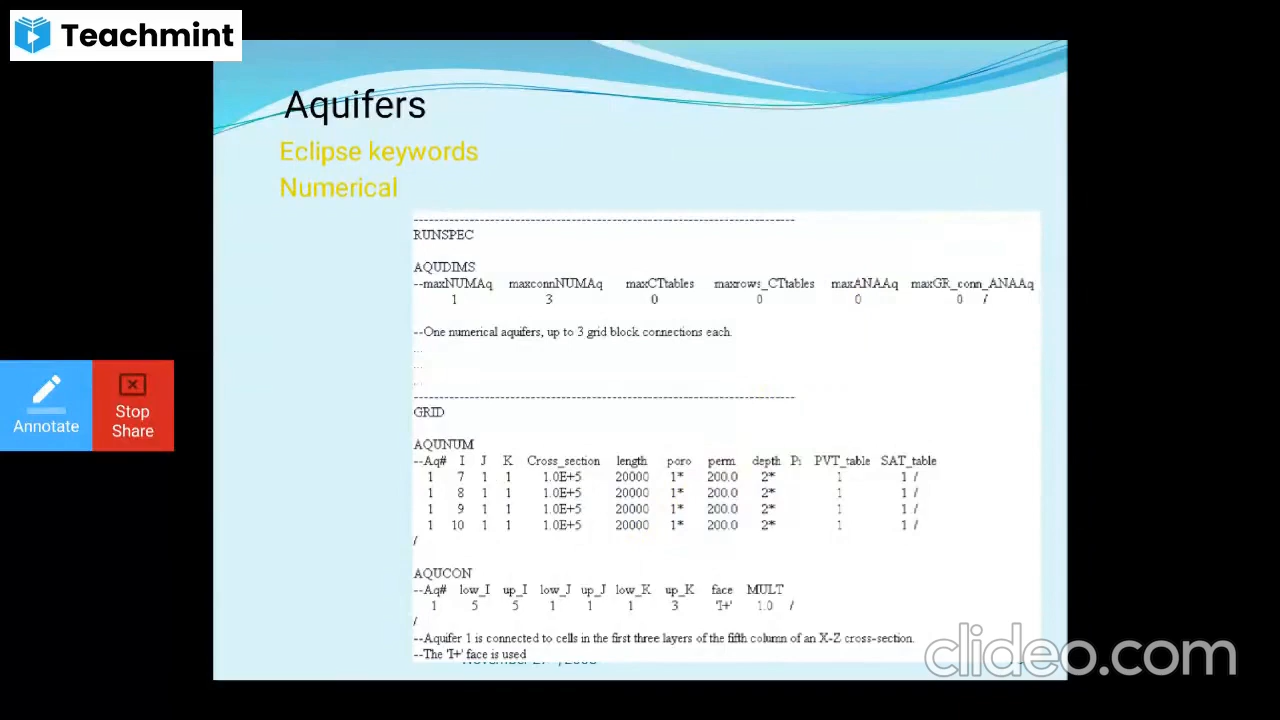 Teachmint
Aquifers
Eclipse keywords
Numerical
--------------------------------------------------------------------------------
RUNSPEC
AQUDIMS
--maxNUMAq maxconnNUMAq maxCTtables maxrows_CTtables maxANAAq maxGR_conn_ANAAq
1 3 0 0 0 0 /
--One numerical aquifers, up to 3 grid block connections each.
...
...
...
--------------------------------------------------------------------------------
GRID
AQUNUM
--Aq# I J K Cross_section length poro perm depth Pi PVT_table SAT_table
1 7 1 1 1.0E+5 20000 1* 200.0 2* 1 1 /
1 8 1 1 1.0E+5 20000 1* 200.0 2* 1 1 /
1 9 1 1 1.0E+5 20000 1* 200.0 2* 1 1 /
1 10 1 1 1.0E+5 20000 1* 200.0 2* 1 1 /
/
AQUCON
--Aq# low_I up_I low_J up_J low_K up_K face MULT
1 5 5 1 1 1 3 'I+' 1.0 /
/
--Aquifer 1 is connected to cells in the first three layers of the fifth column of an X-Z cross-section.
--The 'I+' face is used
Annotate
Stop
Share
clideo.com